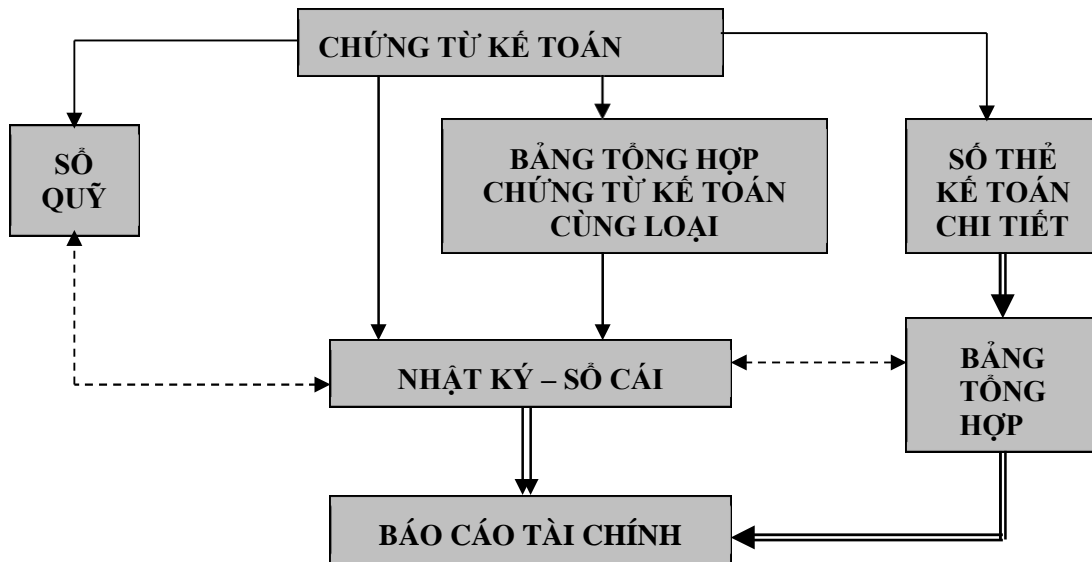 CHỨNG TỪ KẾ TOÁN
SỔ
QUỸ
BẢNG TỔNG HỢP
CHỨNG TỪ KẾ TOÁN
CÙNG LOẠI
SỐ THẺ
KẾ TOÁN
CHI TIẾT
NHẬT KÝ – SỔ CÁI
BẢNG
TỔNG
HỢP
BÁO CÁO TÀI CHÍNH